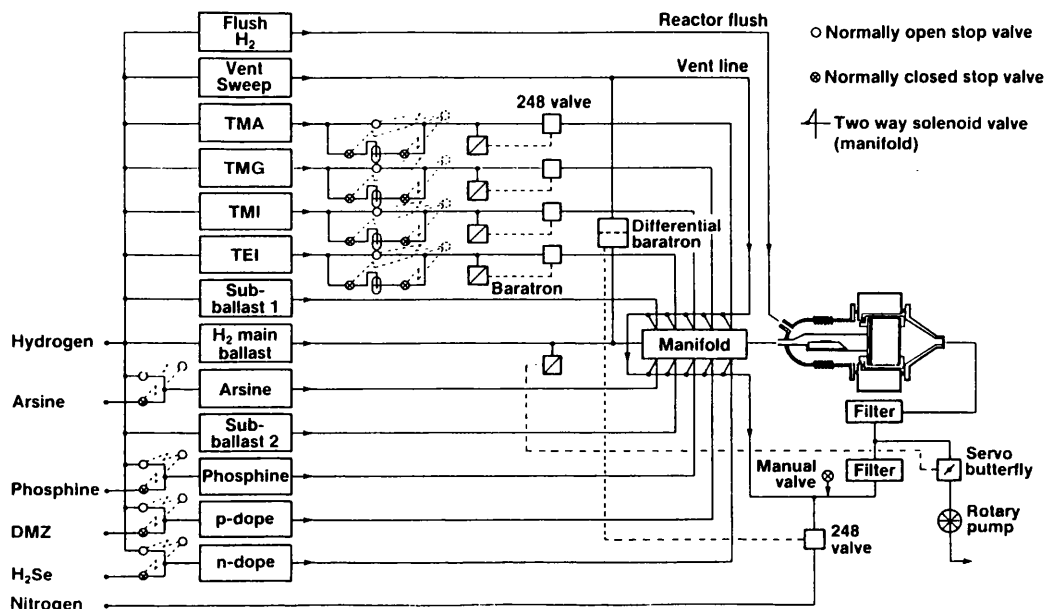 Reactor flush
Flush
H2
Normally open stop valve
Vent
Sweep
Vent line
Normally closed stop valve
248 valve
TMA
Two way solenoid valve
(manifold)
TMG
TMI
Differential
baratron
TEI
Baratron
Sub-
ballast 1
Hydrogen
H2 main
ballast
Manifold
Arsine
Arsine
Filter
Sub-
ballast 2
Servo
butterfly
Manual
valve
Filter
Phosphine
Phosphine
Rotary
pump
p-dope
DMZ
248
valve
n-dope
H2Se
Nitrogen